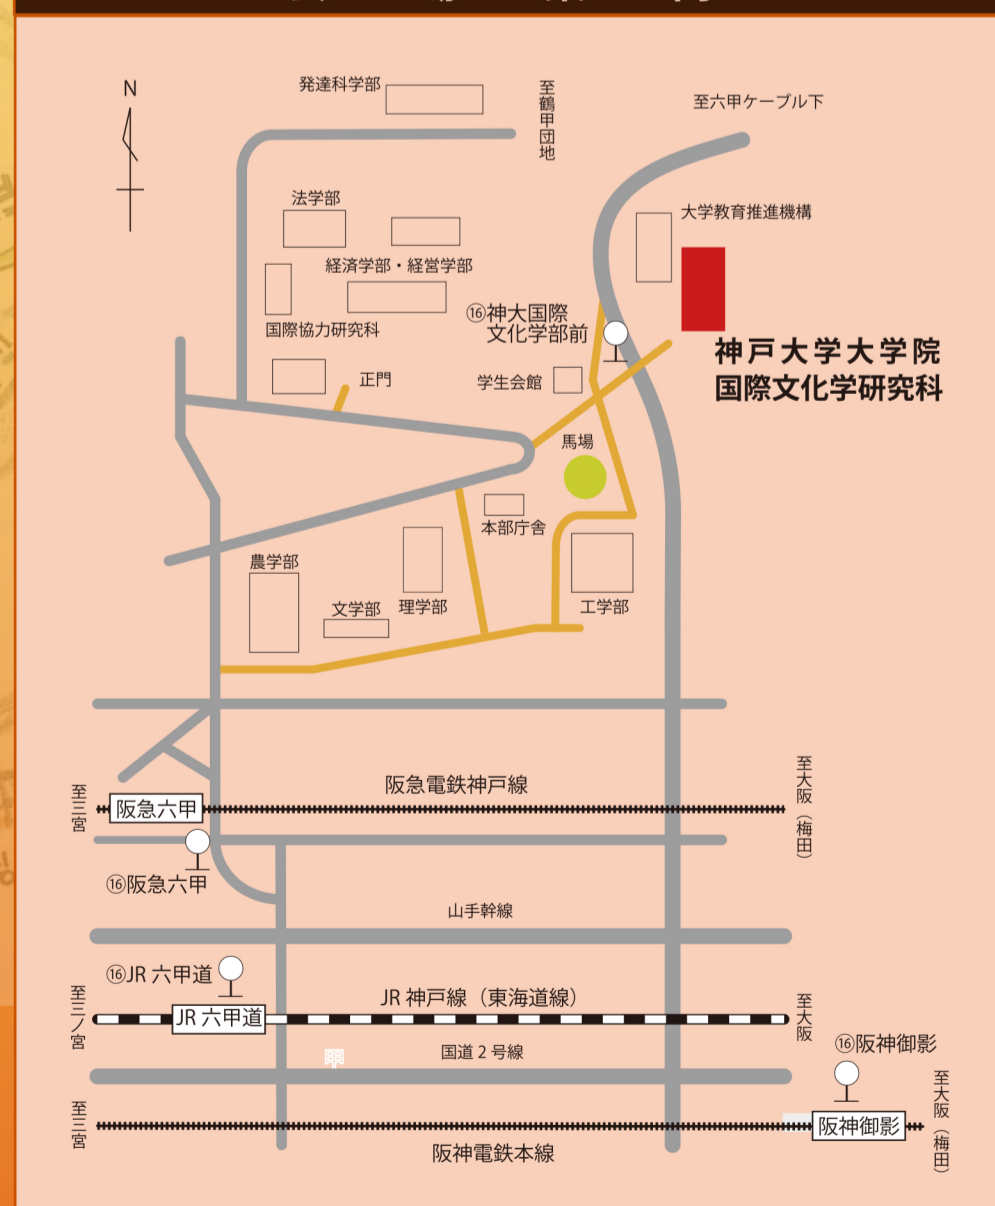 N
発達科学部
至鶴甲団地
至六甲ケーブル下
法学部
大学教育推進機構
経済学部・経営学部
⑯神大国際
文化学部前
国際協力研究科
神戸大学大学院
国際文化学研究科
正門
学生会館
馬場
本部庁舎
農学部
文学部
理学部
工学部
阪急電鉄神戸線
至三宮
阪急六甲
至大阪（梅田）
⑯阪急六甲
山手幹線
⑯JR 六甲道
至三ノ宮
JR 六甲道
JR 神戸線（東海道線）
至大阪
国道 2 号線
⑯阪神御影
至三宮
阪神電鉄本線
阪神御影
至大阪（梅田）